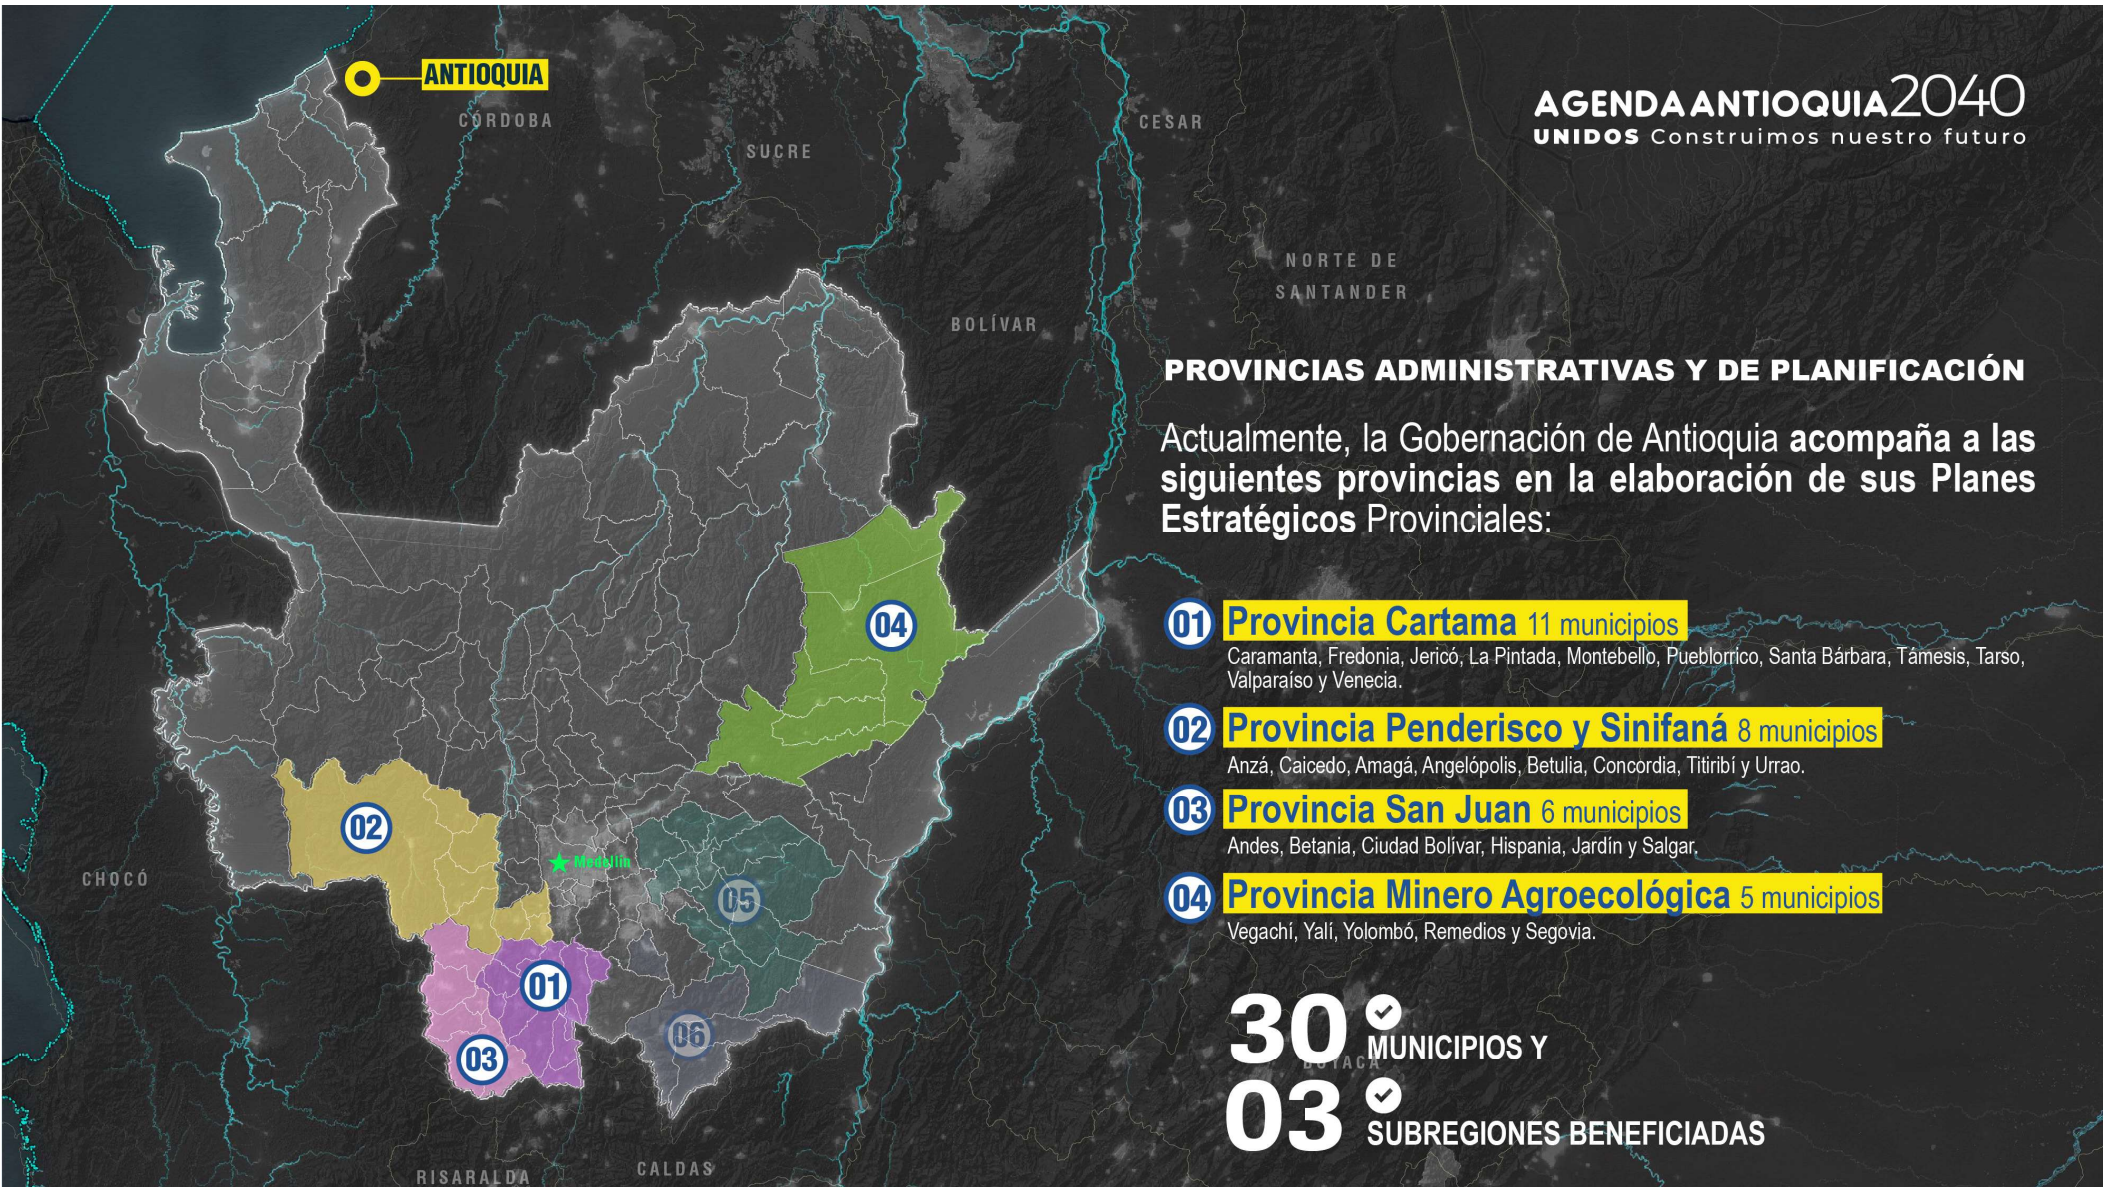 ANTIOQUIA
CÓRDOBA
SUCRE
CESAR
AGENDA ANTIOQUIA 2040
UNIDOS Construimos nuestro futuro
NORTE DE
SANTANDER
BOLÍVAR
PROVINCIAS ADMINISTRATIVAS Y DE PLANIFICACIÓN
Actualmente, la Gobernación de Antioquia acompaña a las
siguientes provincias en la elaboración de sus Planes
Estratégicos Provinciales:
01 Provincia Cartama 11 municipios
Caramanta, Fredonia, Jericó, La Pintada, Montebello, Pueblorrico, Santa Bárbara, Támesis, Tarso,
Valparaíso y Venecia.
02 Provincia Penderisco y Sinifaná 8 municipios
Anzá, Caicedo, Amagá, Angelópolis, Betulia, Concordia, Titiribí y Urrao.
03 Provincia San Juan 6 municipios
Andes, Betania, Ciudad Bolívar, Hispania, Jardín y Salgar.
04 Provincia Minero Agroecológica 5 municipios
Vegachí, Yalí, Yolombó, Remedios y Segovia.
30 MUNICIPIOS Y
BOYACÁ
03 SUBREGIONES BENEFICIADAS
04
02
Medellín
CHOCÓ
05
01
06
03
CALDAS
RISARALDA